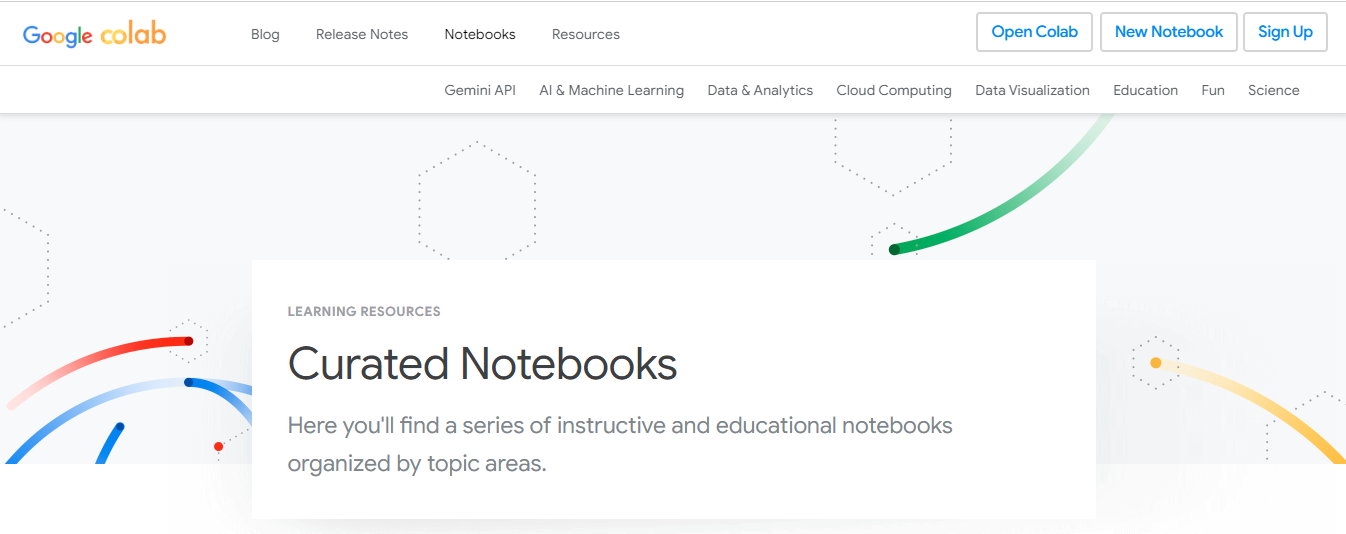 Google colab
Blog Release Notes Notebooks Resources
Open Colab New Notebook Sign Up
Gemini API AI & Machine Learning Data & Analytics Cloud Computing Data Visualization Education Fun Science
LEARNING RESOURCES
Curated Notebooks
Here you'll find a series of instructive and educational notebooks
organized by topic areas.